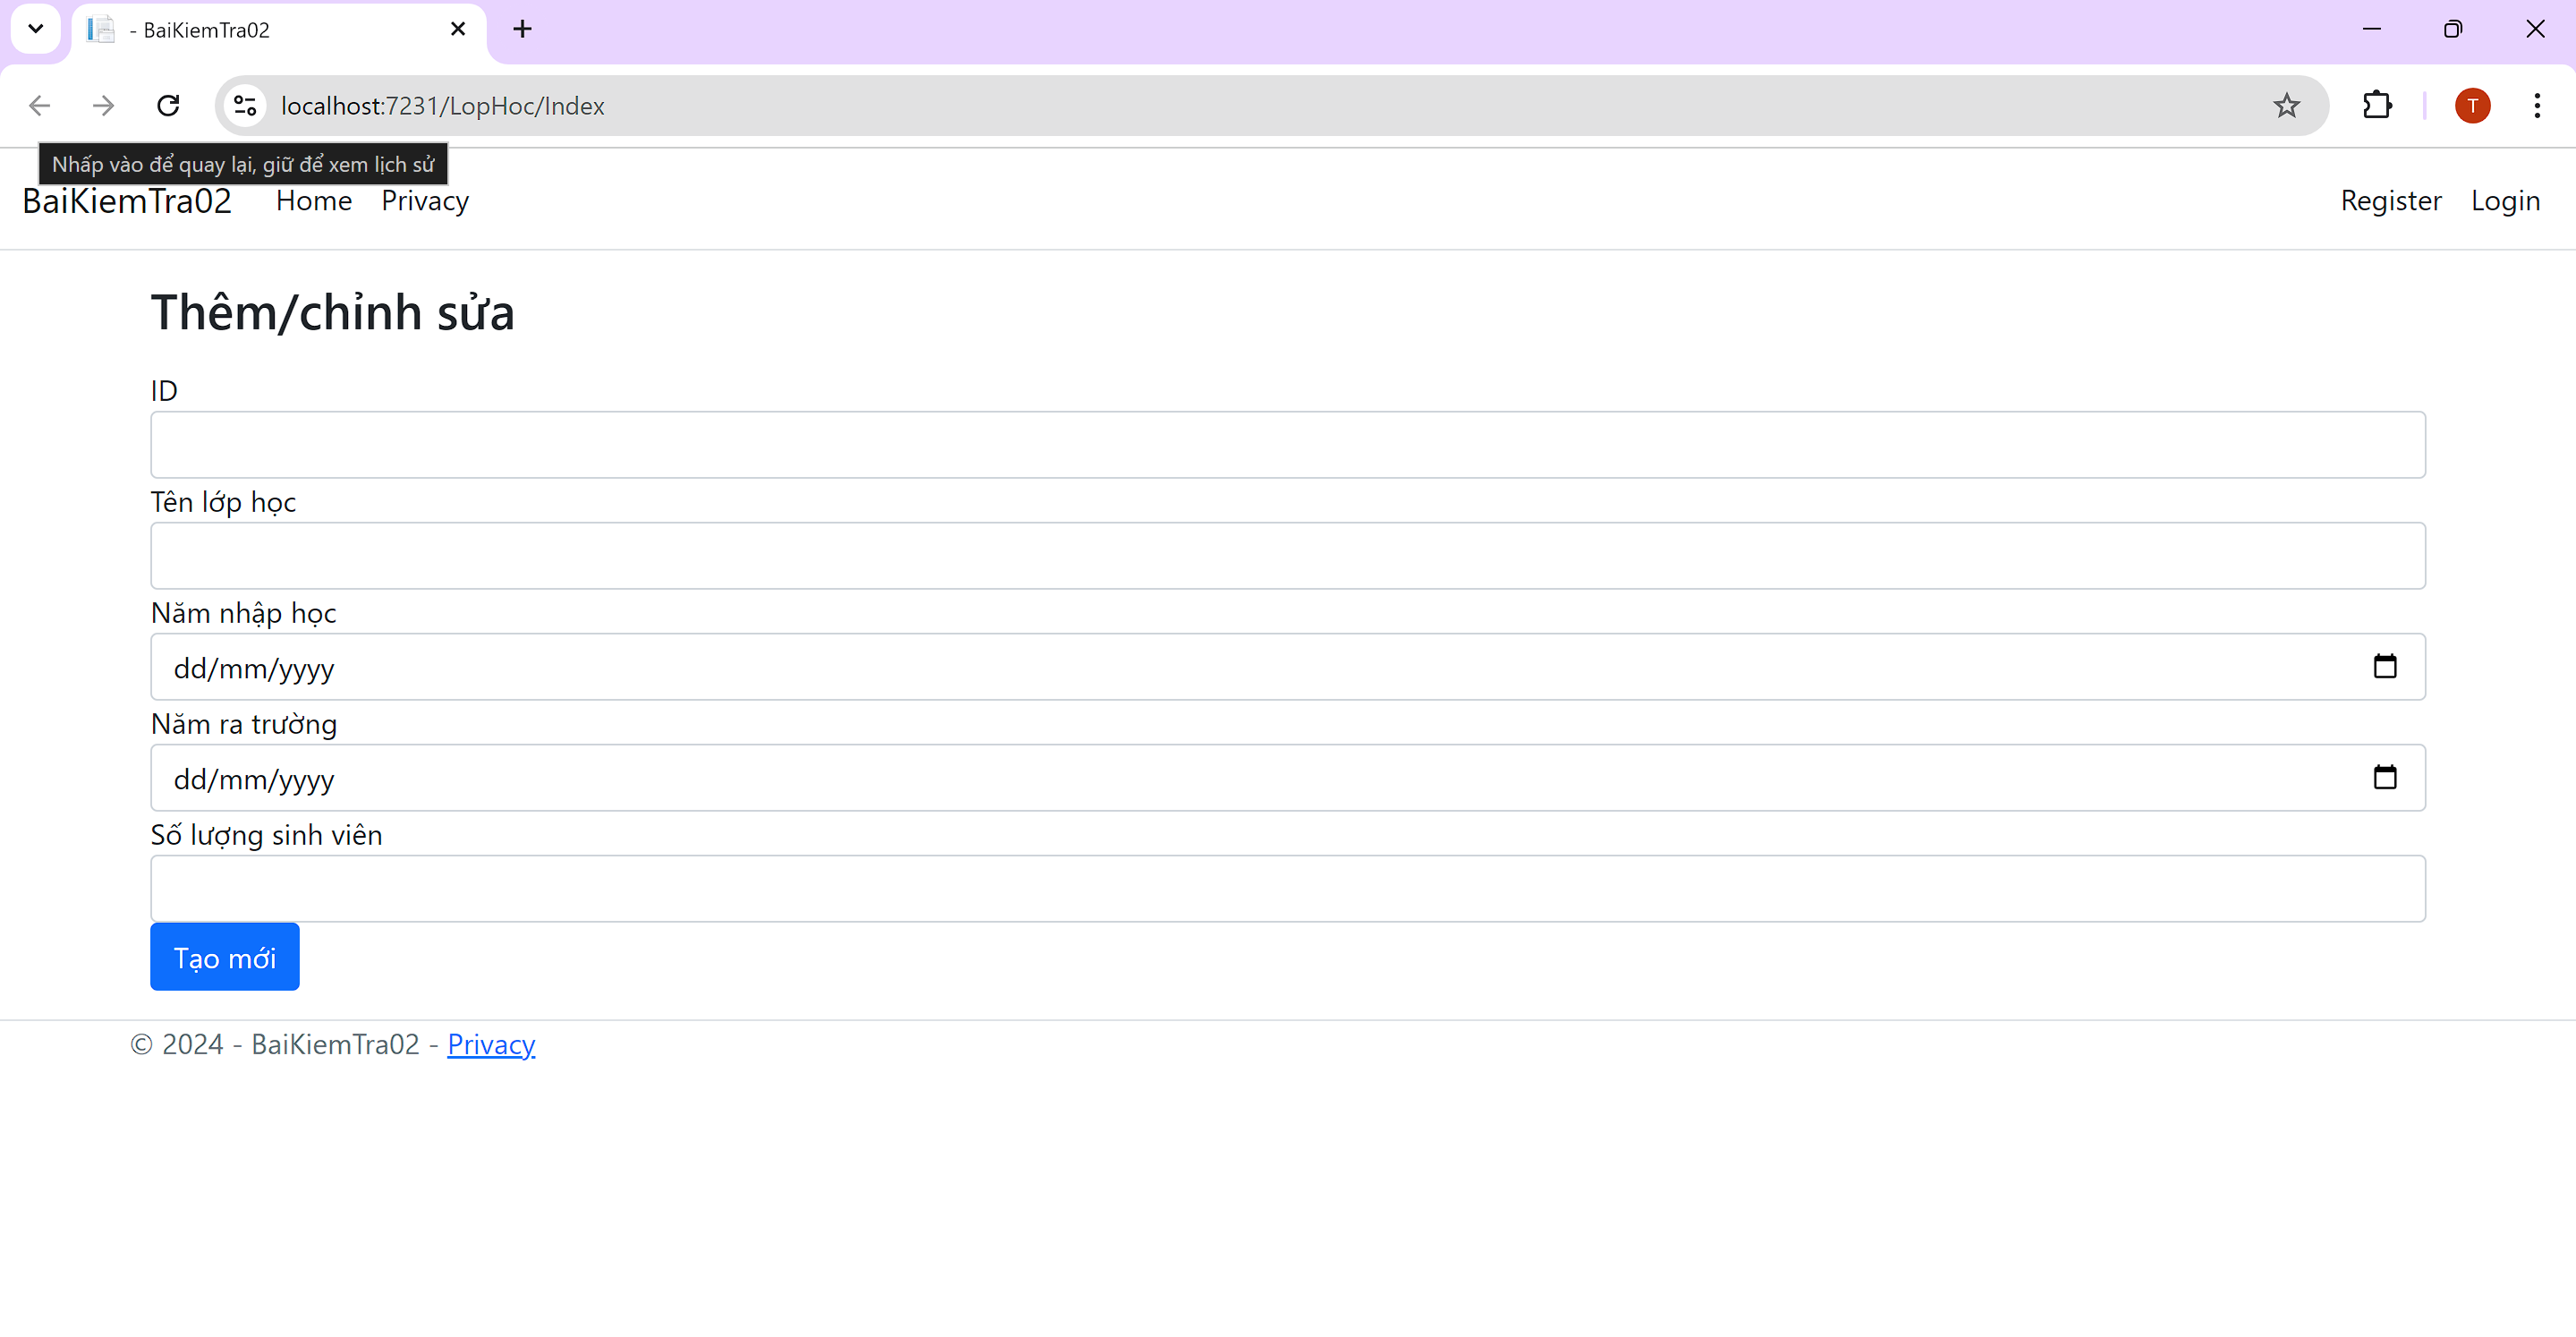 - BaiKiemTra02
localhost:7231/LopHoc/Index
T
Nhấp vào để quay lại, giữ để xem lịch sử
BaiKiemTra02 Home Privacy Register Login
Thêm/chỉnh sửa
ID
Tên lớp học
Năm nhập học
dd/mm/yyyy
Năm ra trường
dd/mm/yyyy
Số lượng sinh viên
Tạo mới
© 2024 - BaiKiemTra02 - Privacy